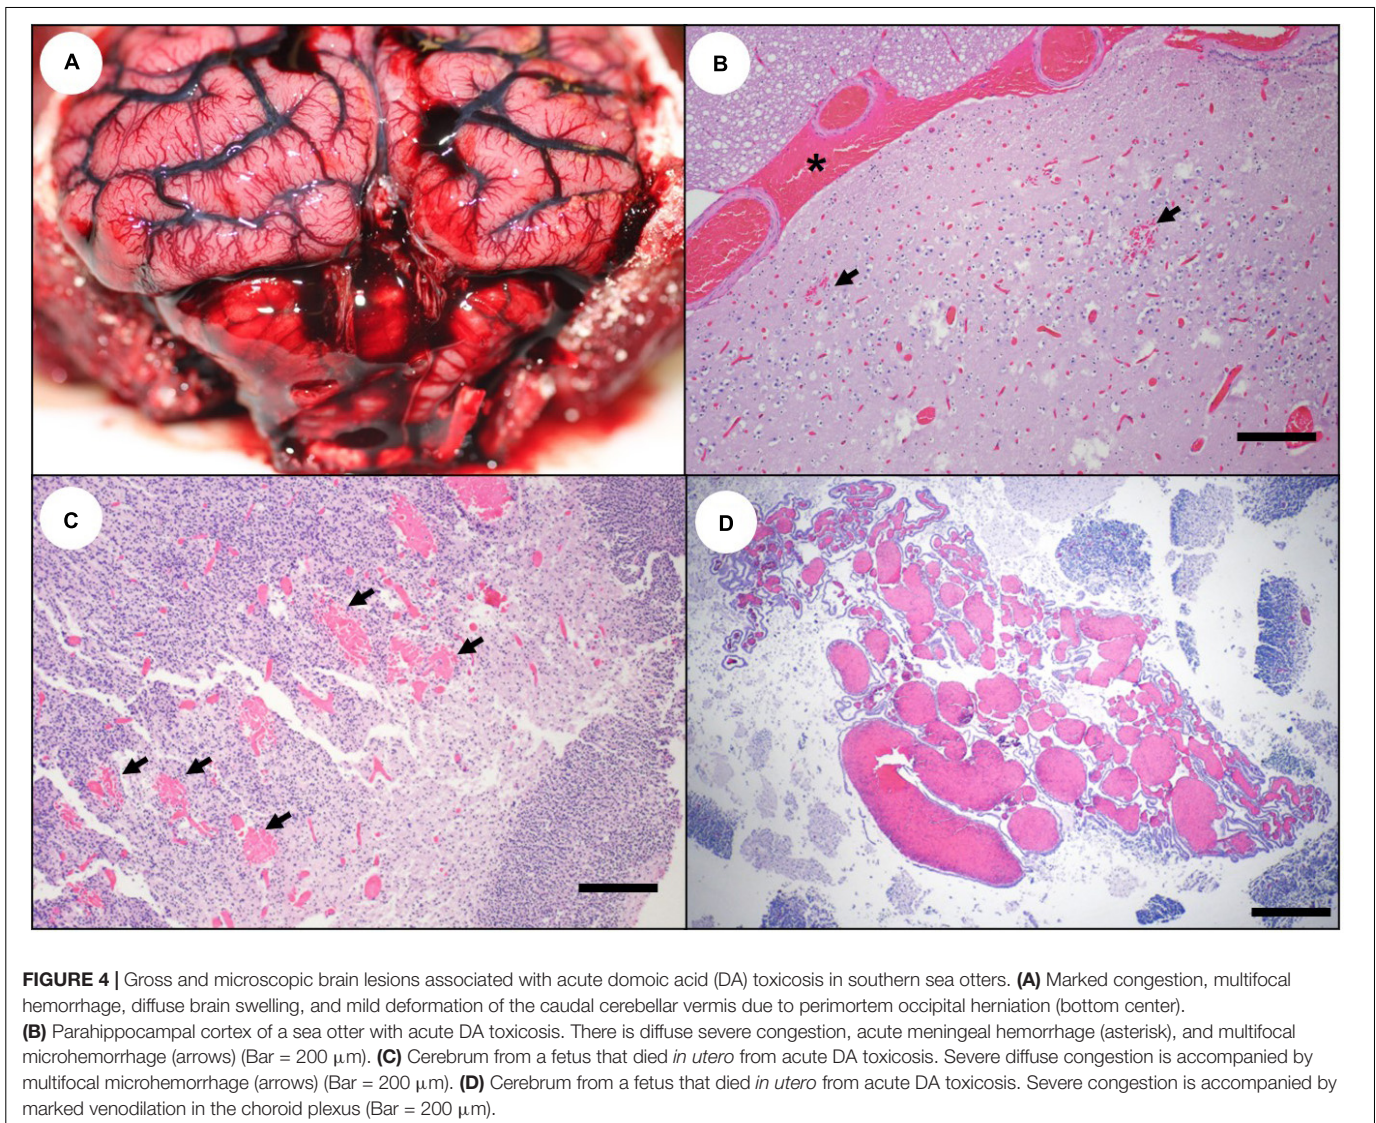 A
B
*
C
D
FIGURE 4 | Gross and microscopic brain lesions associated with acute domoic acid (DA) toxicosis in southern sea otters. (A) Marked congestion, multifocal
hemorrhage, diffuse brain swelling, and mild deformation of the caudal cerebellar vermis due to perimortem occipital herniation (bottom center).
(B) Parahippocampal cortex of a sea otter with acute DA toxicosis. There is diffuse severe congestion, acute meningeal hemorrhage (asterisk), and multifocal
microhemorrhage (arrows) (Bar = 200 μm). (C) Cerebrum from a fetus that died in utero from acute DA toxicosis. Severe diffuse congestion is accompanied by
multifocal microhemorrhage (arrows) (Bar = 200 μm). (D) Cerebrum from a fetus that died in utero from acute DA toxicosis. Severe congestion is accompanied by
marked venodilation in the choroid plexus (Bar = 200 μm).